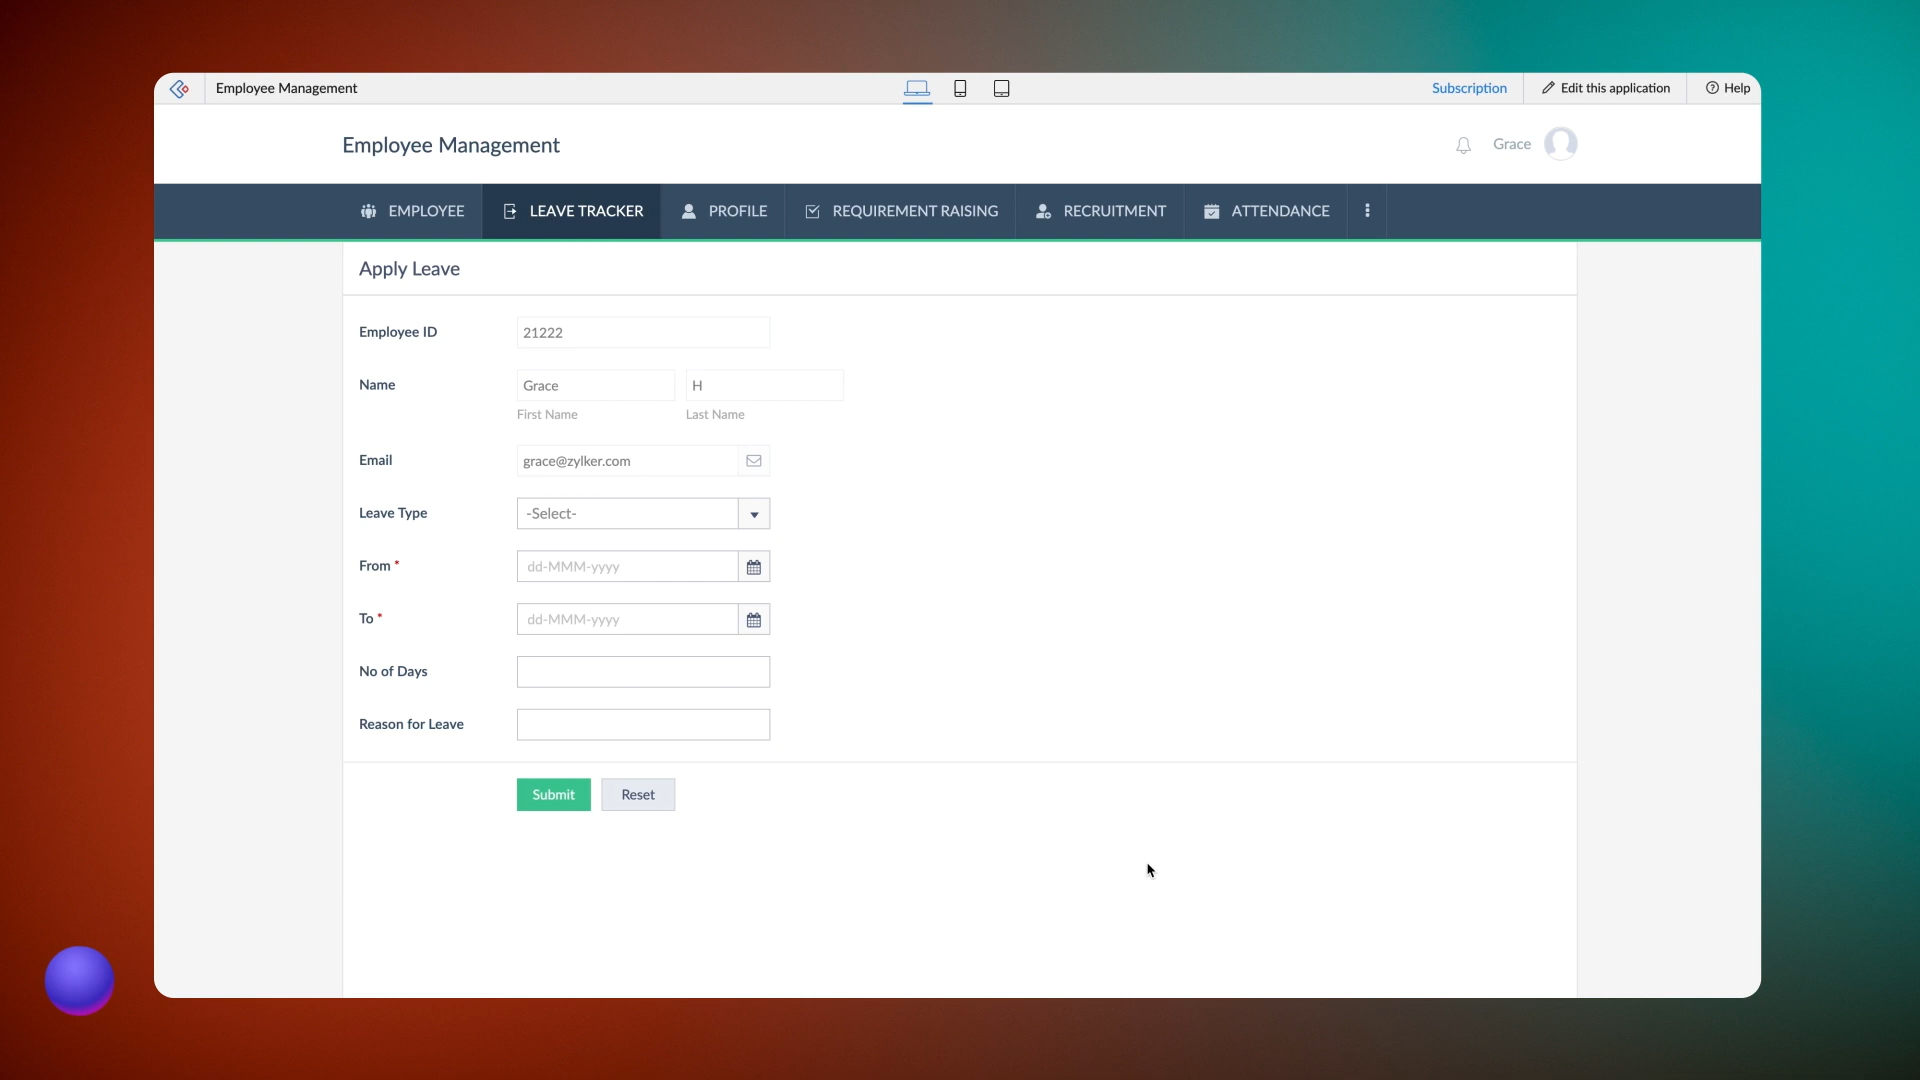 Employee Management
Subscription
Edit this application
Help
Employee Management
Grace
EMPLOYEE
LEAVE TRACKER
PROFILE
REQUIREMENT RAISING
RECRUITMENT
ATTENDANCE
Apply Leave
Employee ID
21222
Name
Grace
H
First Name
Last Name
Email
grace@zylker.com
Leave Type
-Select-
From *
dd-MMM-yyyy
To *
dd-MMM-yyyy
No of Days
Reason for Leave
Submit
Reset